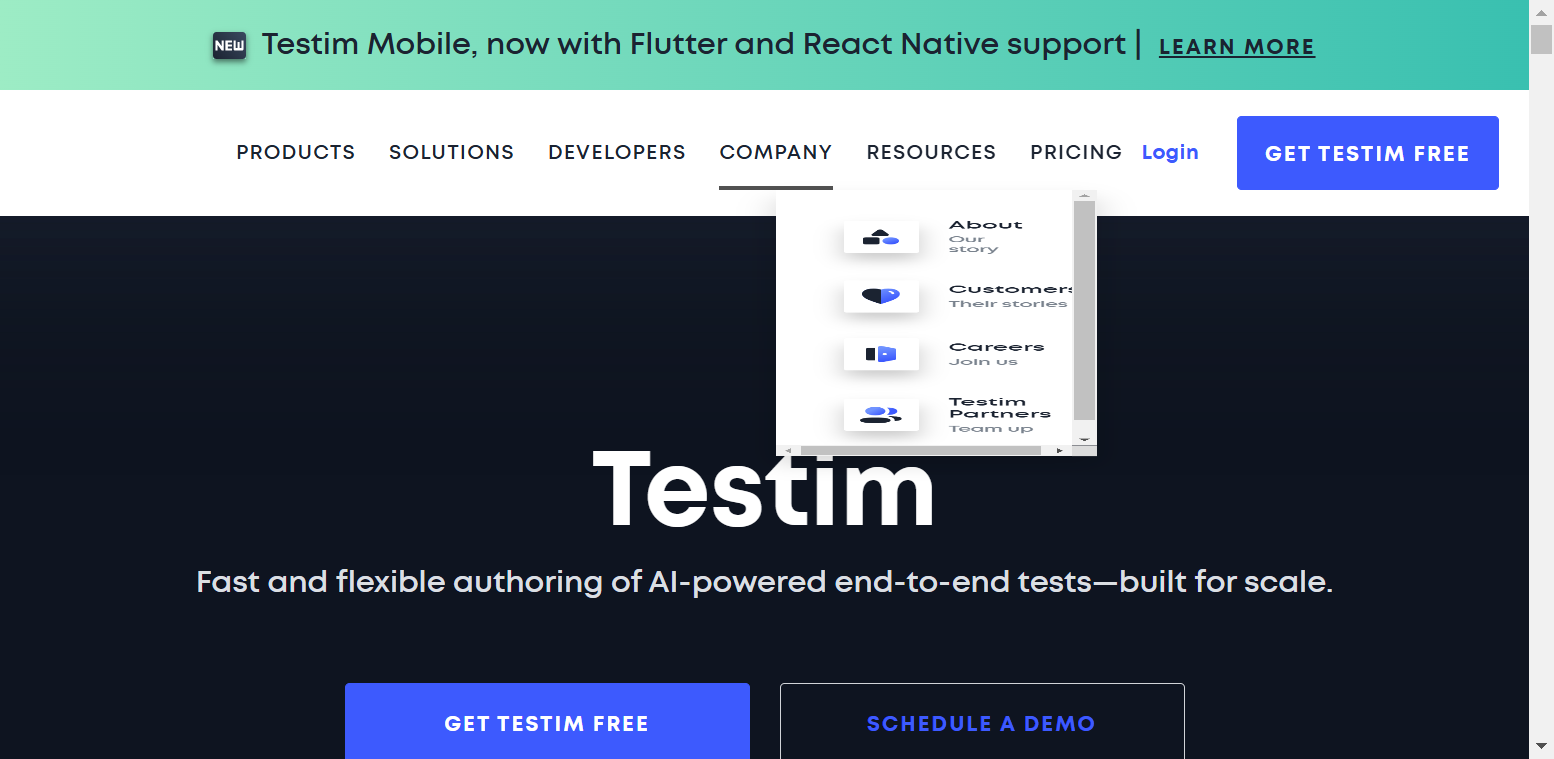 NEW Testim Mobile, now with Flutter and React Native support | LEARN MORE
PRODUCTS SOLUTIONS DEVELOPERS COMPANY RESOURCES PRICING Login GET TESTIM FREE
About
Our
story
Customers
Their stories
Careers
Join us
Testim
Partners
Team up
Testim
Fast and flexible authoring of AI-powered end-to-end tests—built for scale.
GET TESTIM FREE SCHEDULE A DEMO